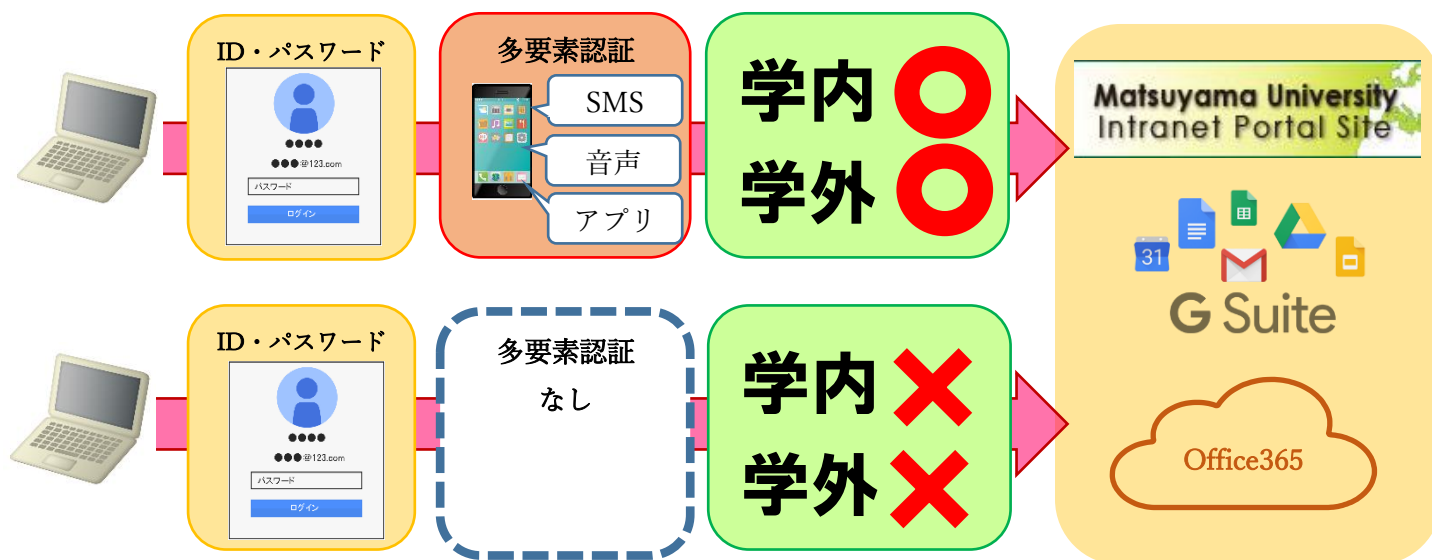 ID・パスワード
●●●●
●●●@123.com
パスワード
ログイン
多要素認証
SMS
音声
アプリ
学内 ○
学外 ○
Matsuyama University
Intranet Portal Site
31
G Suite
Office365
ID・パスワード
●●●●
●●●@123.com
パスワード
ログイン
多要素認証
なし
学内 ×
学外 ×